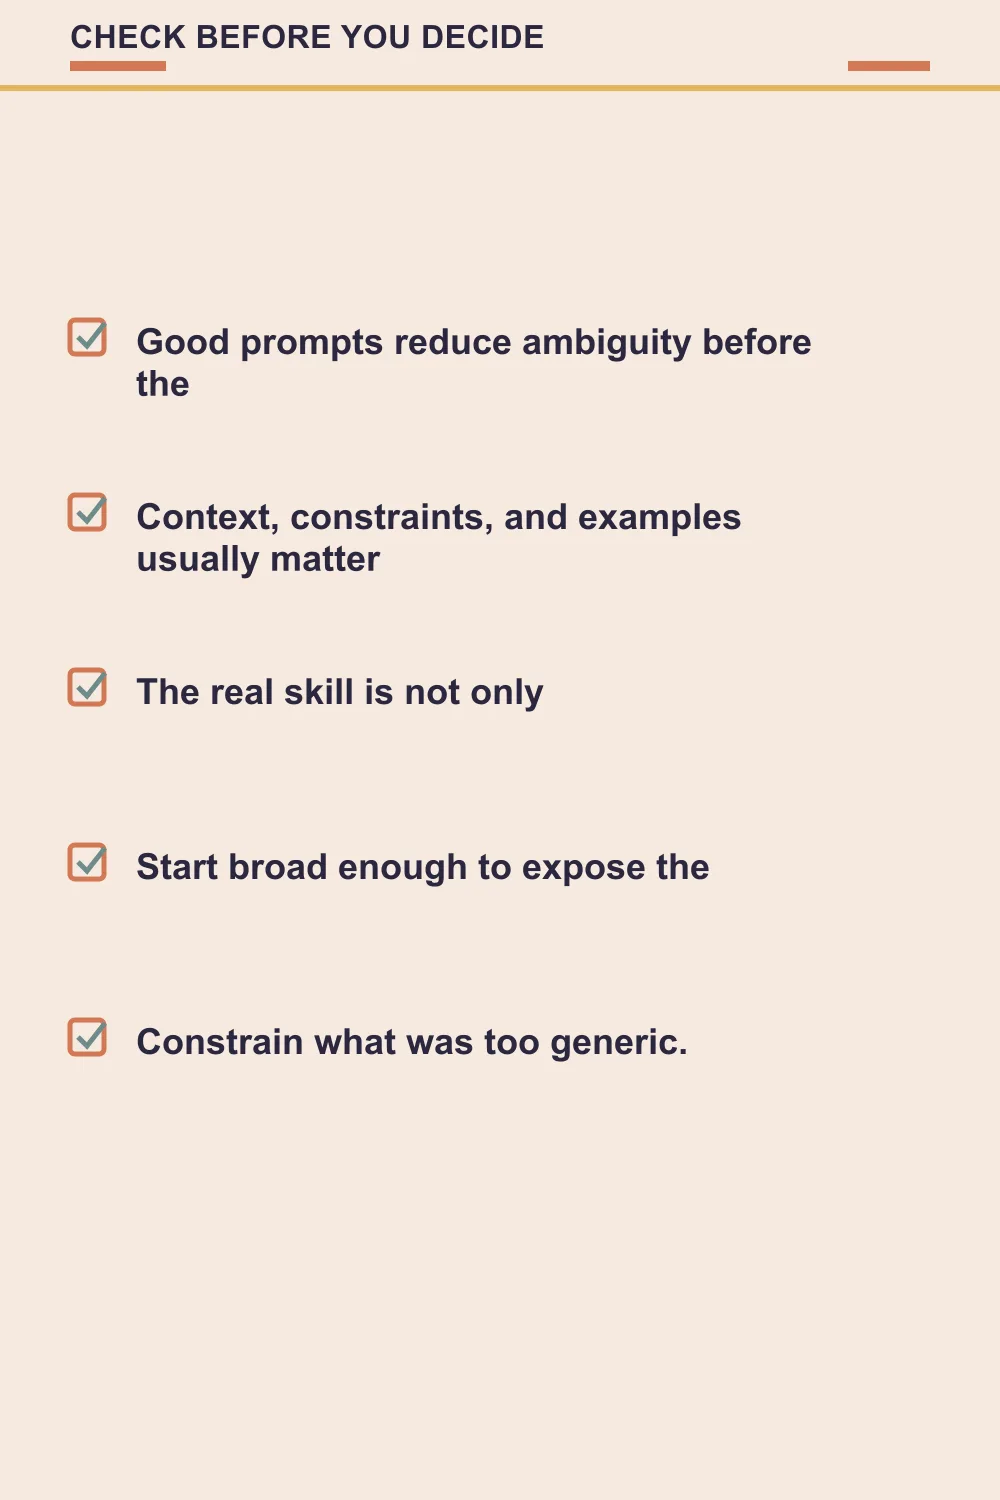 CHECK BEFORE YOU DECIDE
Good prompts reduce ambiguity before
the
Context, constraints, and examples
usually matter
The real skill is not only
Start broad enough to expose the
Constrain what was too generic.